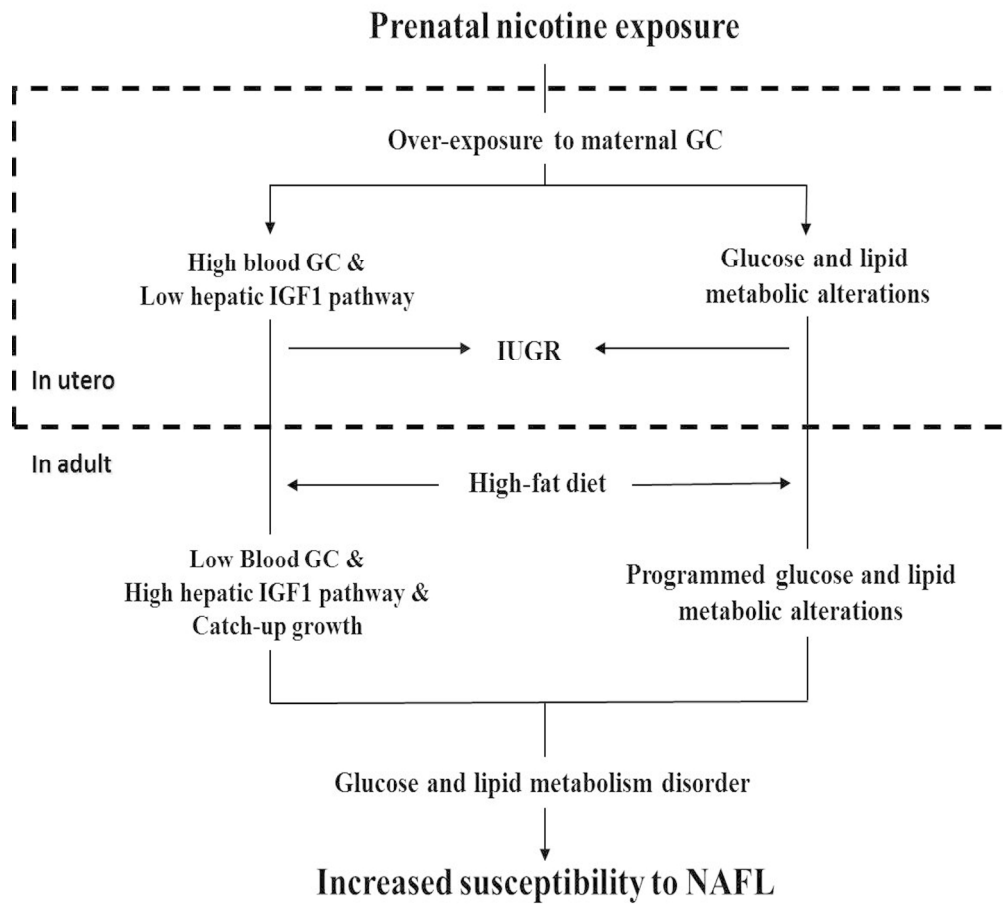 Prenatal nicotine exposure
Over-exposure to maternal GC
High blood GC &
Low hepatic IGF1 pathway
Glucose and lipid
metabolic alterations
IUGR
In utero
In adult
High-fat diet
Low Blood GC &
High hepatic IGF1 pathway &
Catch-up growth
Programmed glucose and lipid
metabolic alterations
Glucose and lipid metabolism disorder
Increased susceptibility to NAFL